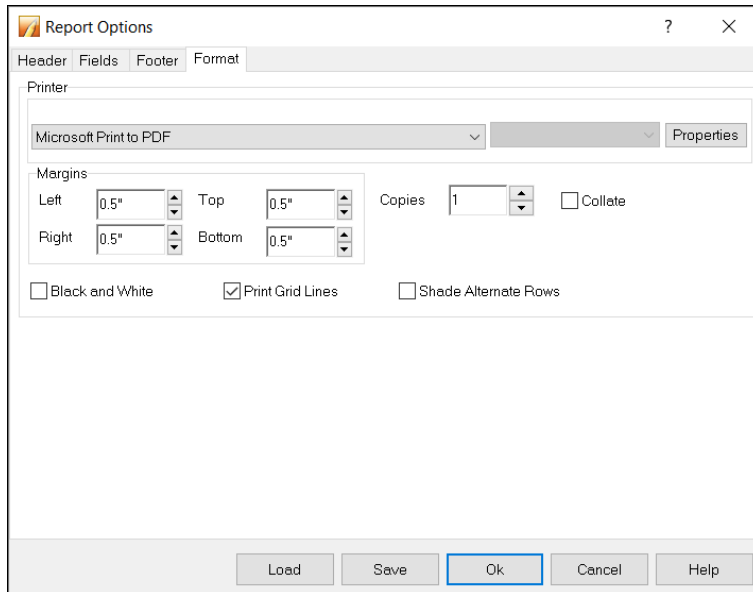 Report Options ?
Header Fields Footer Format
Printer
Microsoft Print to PDF Properties
Margins
Left 0.5" Top 0.5" Copies 1 Collate
Right 0.5" Bottom 0.5"
Black and White Print Grid Lines Shade Alternate Rows
Load Save Ok Cancel Help